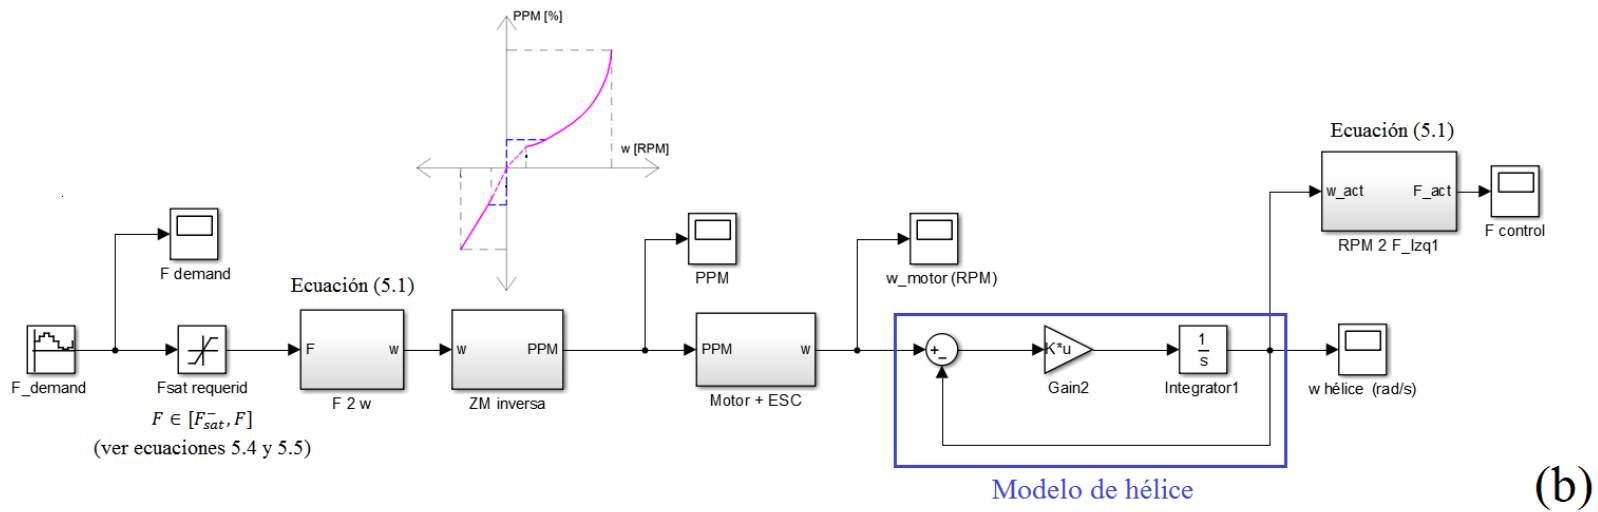 PPM [%]
w [RPM]
Ecuación (5.1)
w_act
F_act
RPM 2 F_Izq1
F control
F demand
PPM
w_motor (RPM)
Ecuación (5.1)
F_demand
Fsat requerid
F ∈ [F⁻sat, F]
(ver ecuaciones 5.4 y 5.5)
F
w
F 2 w
w
PPM
ZM inversa
PPM
w
Motor + ESC
+
−
K*u
Gain2
1
s
Integrator1
w hélice (rad/s)
Modelo de hélice
(b)